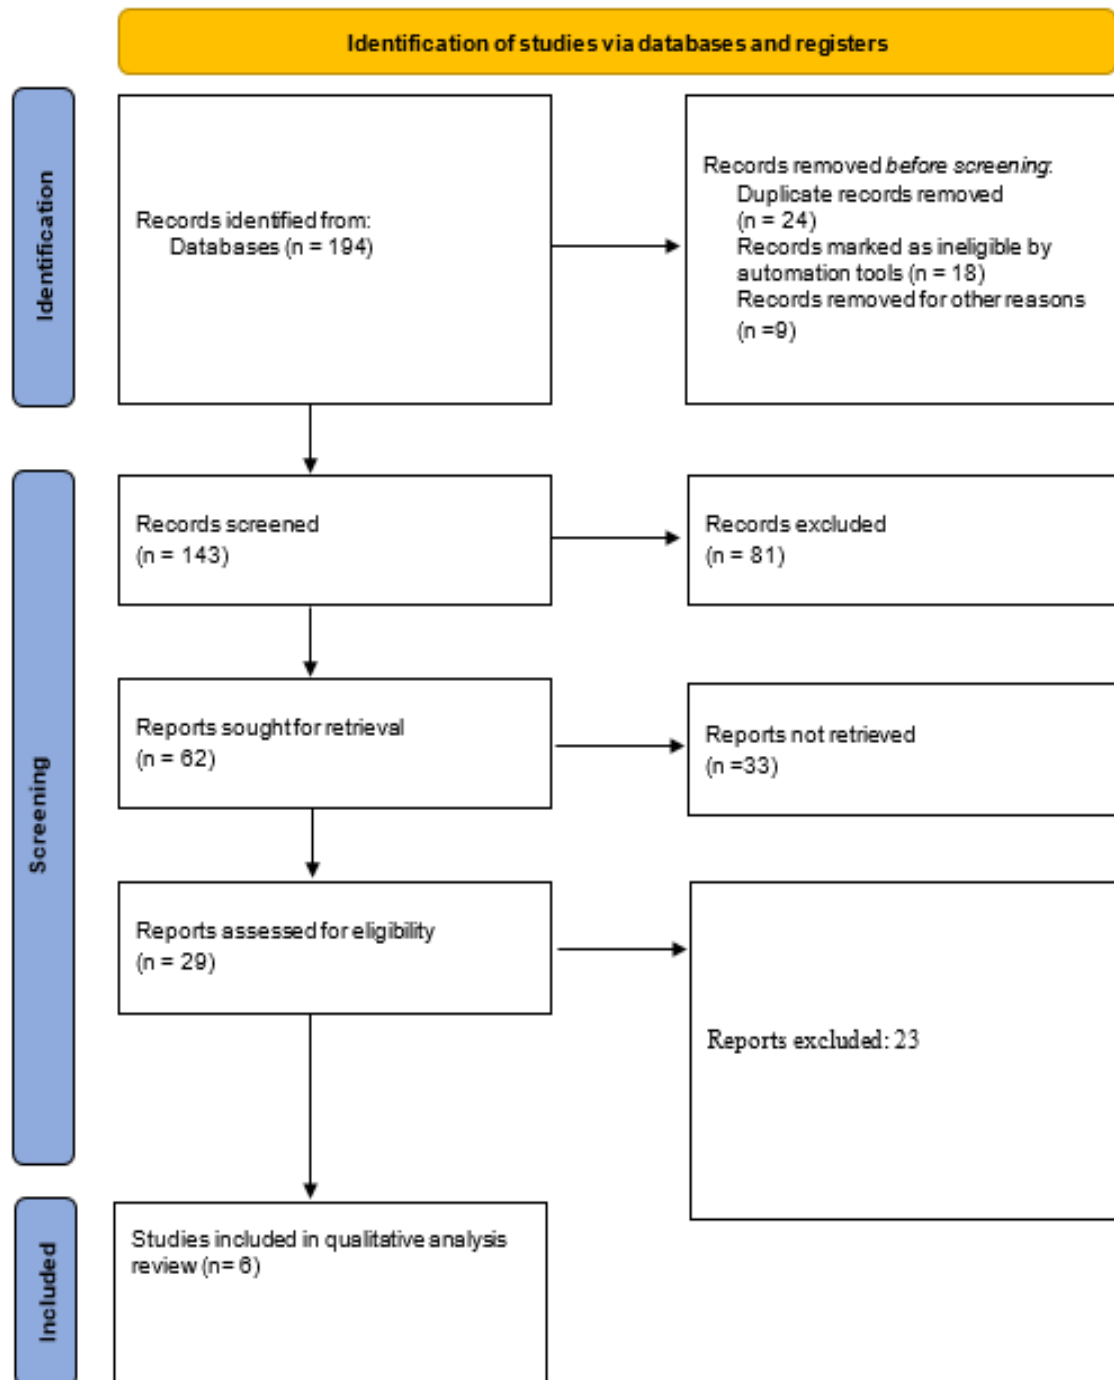 Identification of studies via databases and registers
Identification
Records identified from:
Databases (n = 194)
Records removed before screening:
Duplicate records removed
(n = 24)
Records marked as ineligible by
automation tools (n = 18)
Records removed for other reasons
(n =9)
Screening
Records screened
(n = 143)
Records excluded
(n = 81)
Reports sought for retrieval
(n = 62)
Reports not retrieved
(n =33)
Reports assessed for eligibility
(n = 29)
Reports excluded: 23
Included
Studies included in qualitative analysis
review (n= 6)